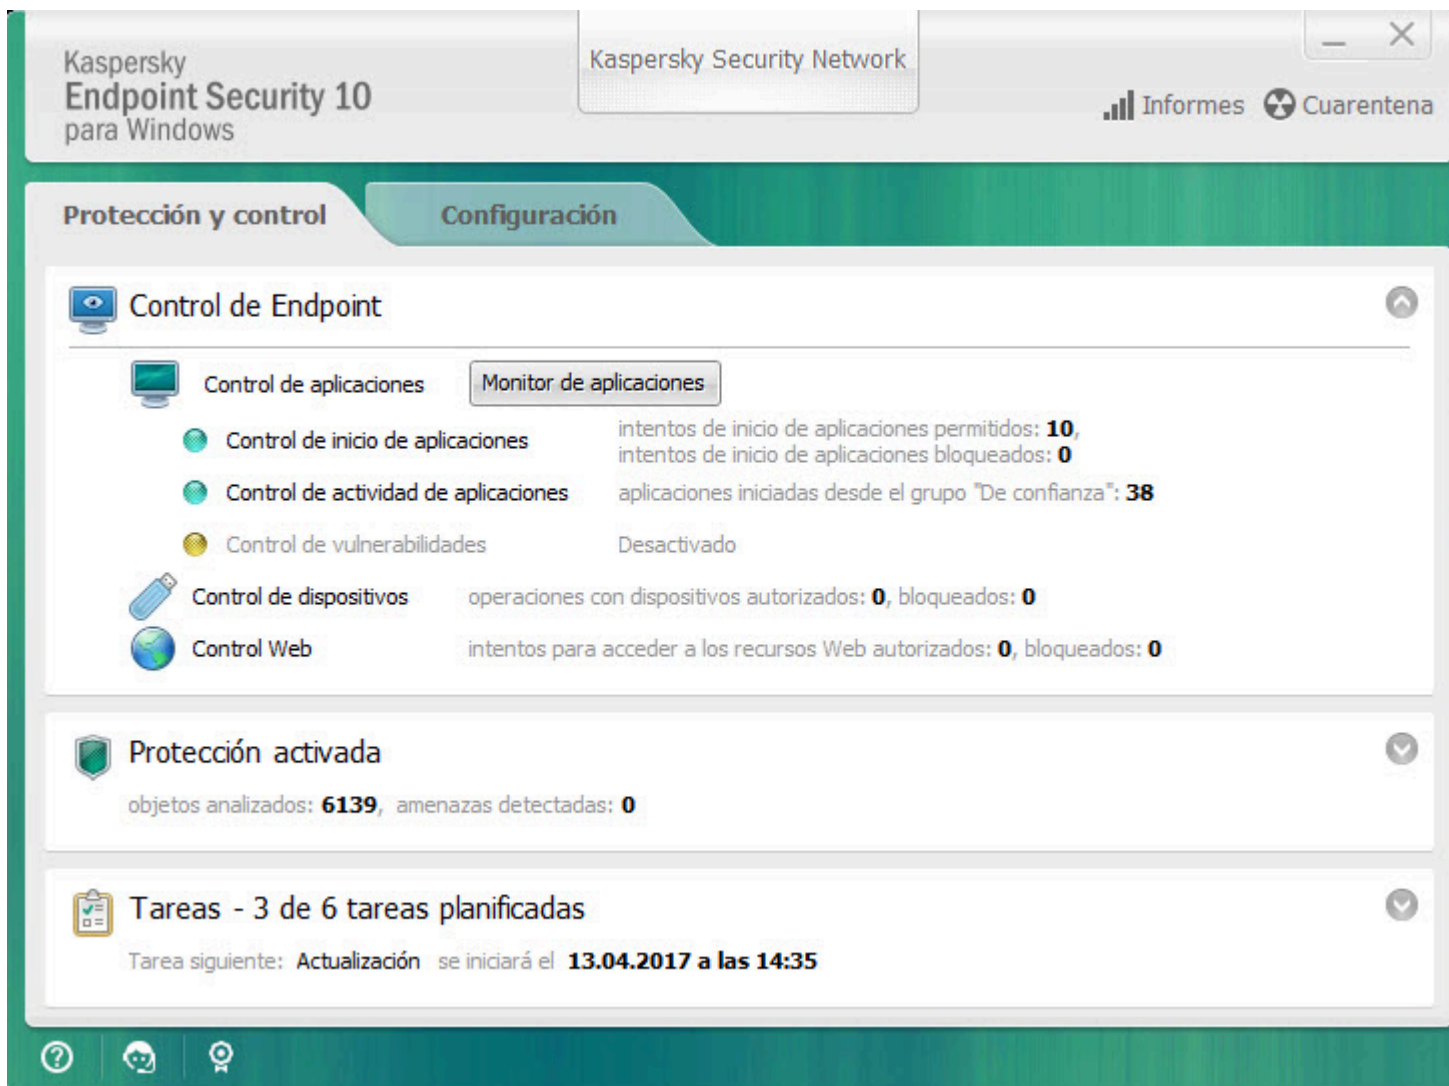 Kaspersky
Endpoint Security 10
para Windows
Kaspersky Security Network
Informes
Cuarentena
Protección y control
Configuración
Control de Endpoint
Control de aplicaciones
Monitor de aplicaciones
Control de inicio de aplicaciones
intentos de inicio de aplicaciones permitidos: 10,
intentos de inicio de aplicaciones bloqueados: 0
Control de actividad de aplicaciones
aplicaciones iniciadas desde el grupo "De confianza": 38
Control de vulnerabilidades
Desactivado
Control de dispositivos
operaciones con dispositivos autorizados: 0, bloqueados: 0
Control Web
intentos para acceder a los recursos Web autorizados: 0, bloqueados: 0
Protección activada
objetos analizados: 6139, amenazas detectadas: 0
Tareas - 3 de 6 tareas planificadas
Tarea siguiente: Actualización se iniciará el 13.04.2017 a las 14:35